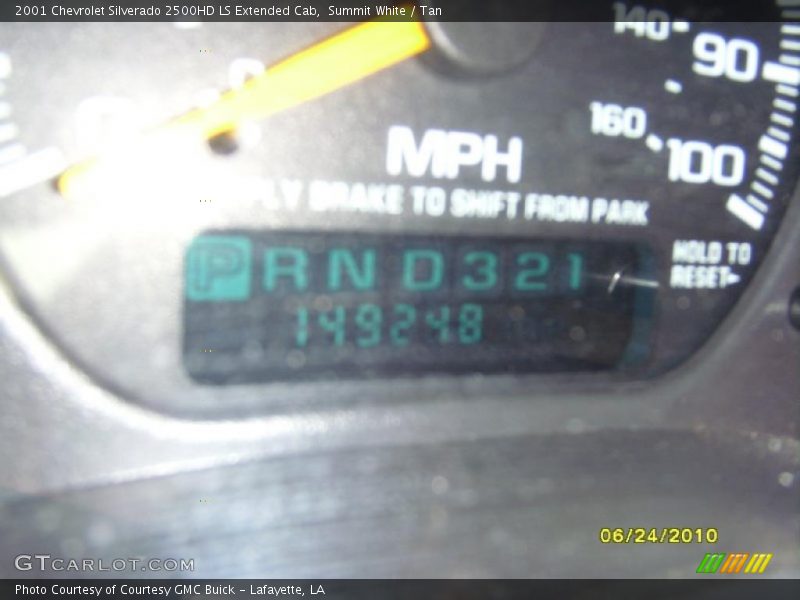 2001 Chevrolet Silverado 2500HD LS Extended Cab, Summit White / Tan
140
90
160
100
MPH
BRAKE TO SHIFT FROM PARK
HOLD TO
RESET
P R N D 3 2 1
149248
06/24/2010
GTCARLOT.COM
Photo Courtesy of Courtesy GMC Buick - Lafayette, LA